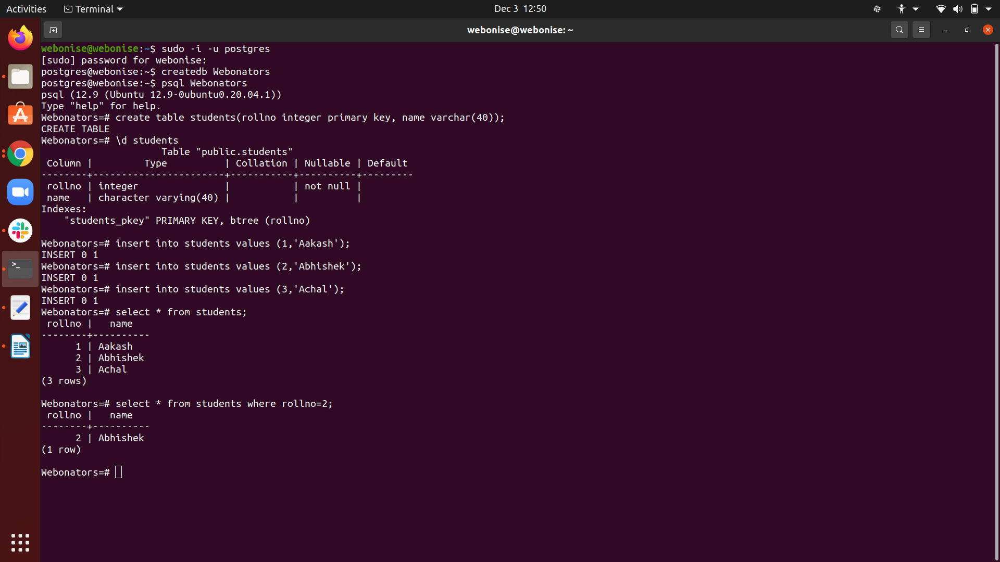 Activities Terminal Dec 3 12:50
webonise@webonise: ~
webonise@webonise:~$ sudo -i -u postgres
[sudo] password for webonise:
postgres@webonise:~$ createdb Webonators
postgres@webonise:~$ psql Webonators
psql (12.9 (Ubuntu 12.9-0ubuntu0.20.04.1))
Type "help" for help.
Webonators=# create table students(rollno integer primary key, name varchar(40));
CREATE TABLE
Webonators=# \d students
                     Table "public.students"
 Column |         Type          | Collation | Nullable | Default
--------+-----------------------+-----------+----------+---------
 rollno | integer               |           | not null |
 name   | character varying(40) |           |          |
Indexes:
    "students_pkey" PRIMARY KEY, btree (rollno)
Webonators=# insert into students values (1,'Aakash');
INSERT 0 1
Webonators=# insert into students values (2,'Abhishek');
INSERT 0 1
Webonators=# insert into students values (3,'Achal');
INSERT 0 1
Webonators=# select * from students;
 rollno |   name
--------+----------
      1 | Aakash
      2 | Abhishek
      3 | Achal
(3 rows)
Webonators=# select * from students where rollno=2;
 rollno |   name
--------+----------
      2 | Abhishek
(1 row)
Webonators=#